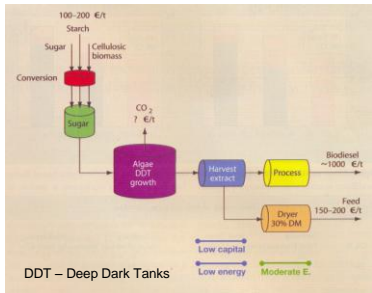 100–200 €/t
Starch
Sugar
Cellulosic
biomass
Conversion
Sugar
CO2
? €/t
Algae
DDT
growth
Harvest
extract
Process
Biodiesel
~1000 €/t
Dryer
30% DM
Feed
150–200 €/t
Low capital
Low energy
Moderate E.
DDT – Deep Dark Tanks